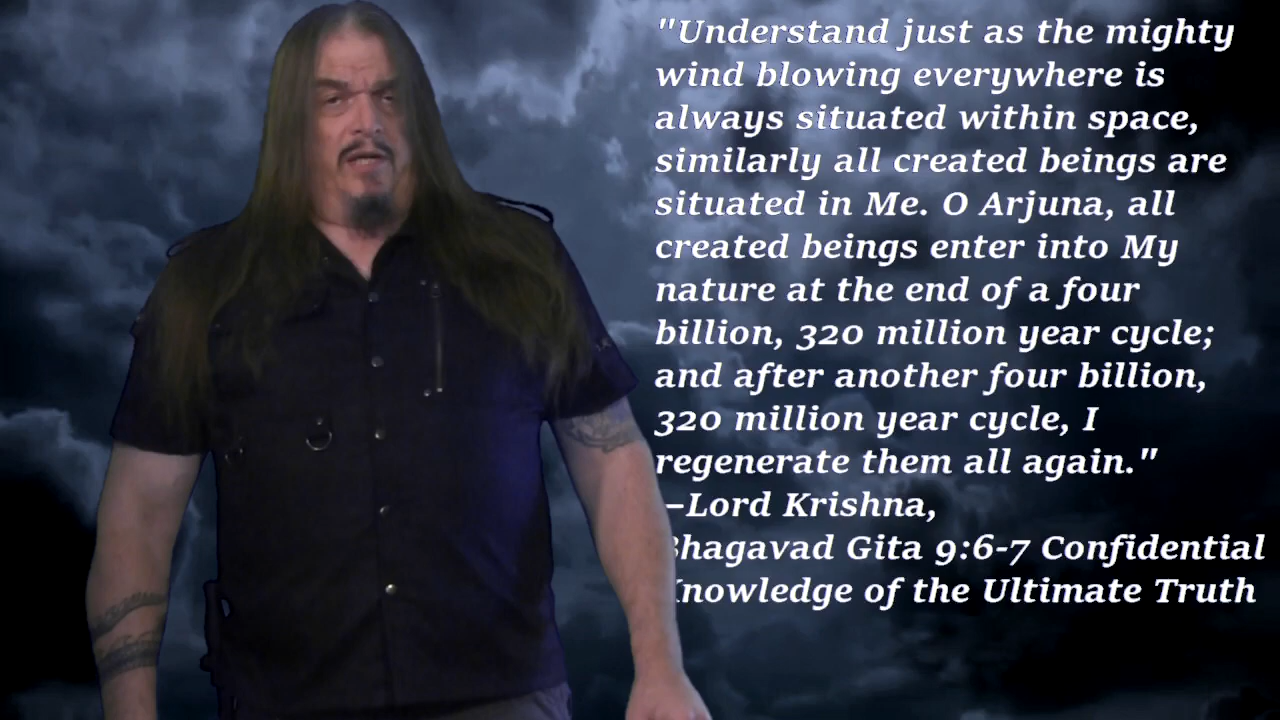 "Understand just as the mighty
wind blowing everywhere is
always situated within space,
similarly all created beings are
situated in Me. O Arjuna, all
created beings enter into My
nature at the end of a four
billion, 320 million year cycle;
and after another four billion,
320 million year cycle, I
regenerate them all again."
–Lord Krishna,
Bhagavad Gita 9:6-7 Confidential
Knowledge of the Ultimate Truth